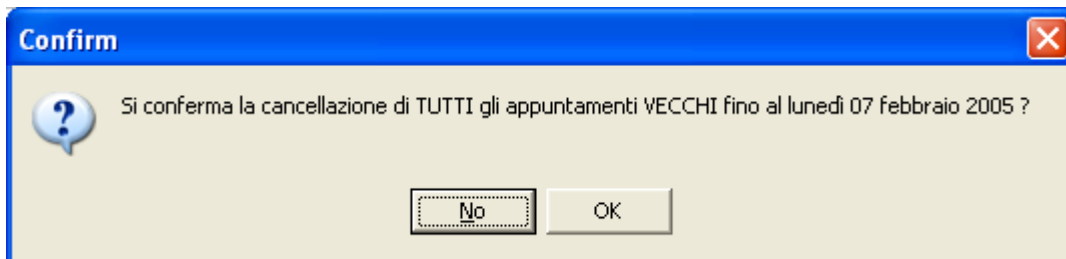 Confirm
Si conferma la cancellazione di TUTTI gli appuntamenti VECCHI fino al lunedì 07 febbraio 2005 ?
No
OK